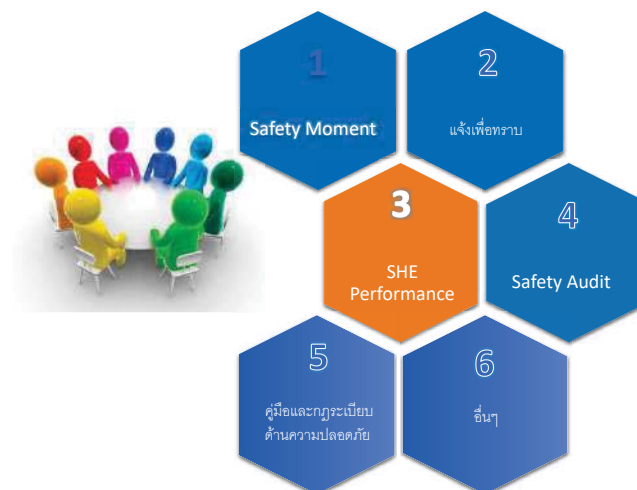 1
Safety Moment
2
แจ้งเพื่อทราบ
3
SHE
Performance
4
Safety Audit
5
คู่มือและกฎระเบียบ
ด้านความปลอดภัย
6
อื่นๆ